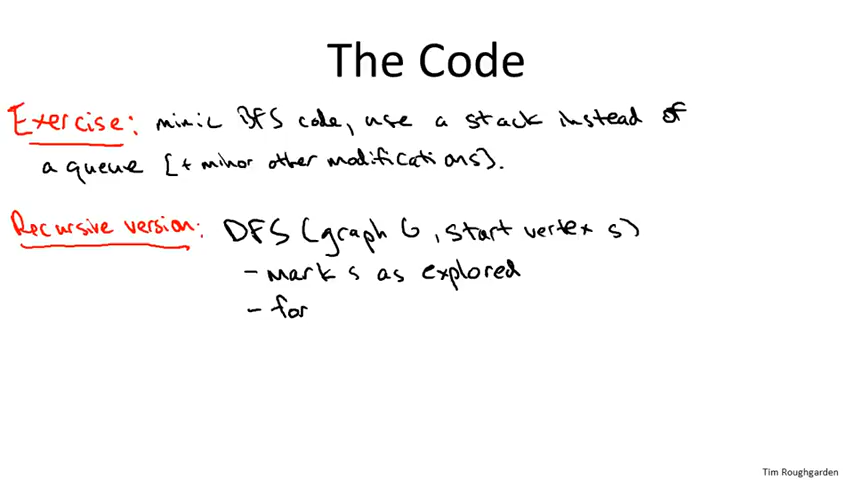 The Code
Exercise: mimic BFS code, use a stack instead of
a queue [+ minor other modifications].
Recursive version: DFS (graph G, start vertex s)
- mark s as explored
- for
Tim Roughgarden